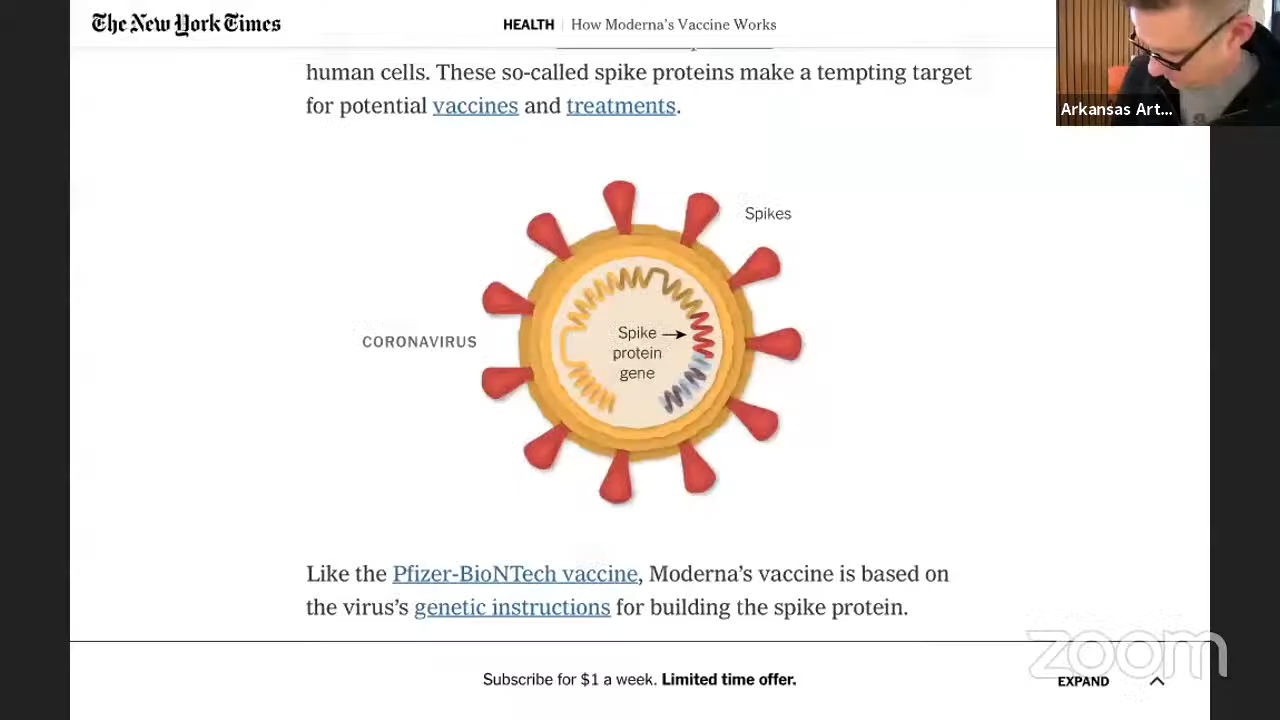 The New York Times
HEALTH | How Moderna's Vaccine Works
human cells. These so-called spike proteins make a tempting target
for potential vaccines and treatments.
Arkansas Art...
Spikes
CORONAVIRUS
Spike
protein
gene
Like the Pfizer-BioNTech vaccine, Moderna's vaccine is based on
the virus's genetic instructions for building the spike protein.
zoom
Subscribe for $1 a week. Limited time offer.
EXPAND